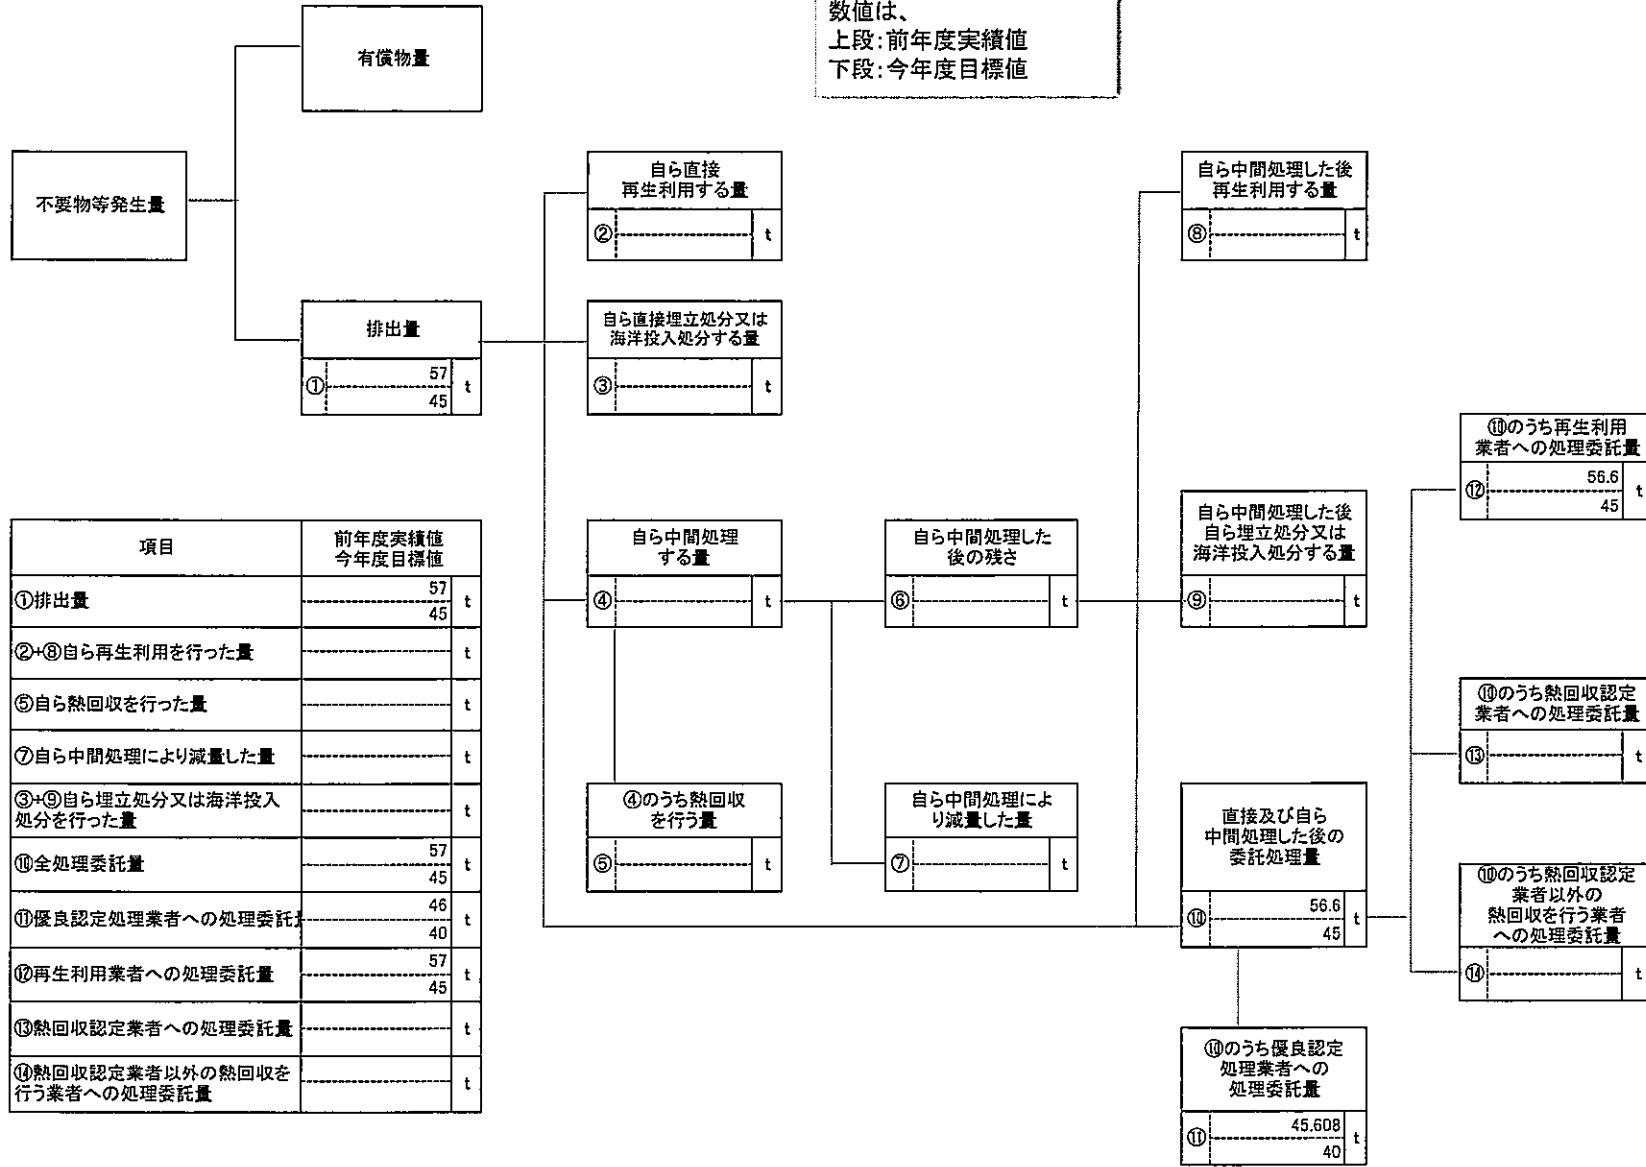 数値は、
上段:前年度実績値
下段:今年度目標値
有償物量
不要物等発生量
排出量
① 57 t
45
自ら直接
再生利用する量
② t
自ら直接埋立処分又は
海洋投入処分する量
③ t
自ら中間処理
する量
④ t
④のうち熱回収
を行う量
⑤ t
自ら中間処理した
後の残さ
⑥ t
自ら中間処理によ
り減量した量
⑦ t
自ら中間処理した後
再生利用する量
⑧ t
自ら中間処理した後
自ら埋立処分又は
海洋投入処分する量
⑨ t
直接及び自ら
中間処理した後の
委託処理量
⑩ 56.6 t
45
⑩のうち優良認定
処理業者への
処理委託量
⑪ 45.608 t
40
⑩のうち再生利用
業者への処理委託量
⑫ 56.6 t
45
⑩のうち熱回収認定
業者への処理委託量
⑬ t
⑩のうち熱回収認定
業者以外の
熱回収を行う業者
への処理委託量
⑭ t
項目 前年度実績値
今年度目標値
①排出量 57 t
45
②+⑧自ら再生利用を行った量 t
⑤自ら熱回収を行った量 t
⑦自ら中間処理により減量した量 t
③+⑨自ら埋立処分又は海洋投入
処分を行った量 t
⑩全処理委託量 57 t
45
⑪優良認定処理業者への処理委託 46 t
40
⑫再生利用業者への処理委託量 57 t
45
⑬熱回収認定業者への処理委託量 t
⑭熱回収認定業者以外の熱回収を
行う業者への処理委託量 t